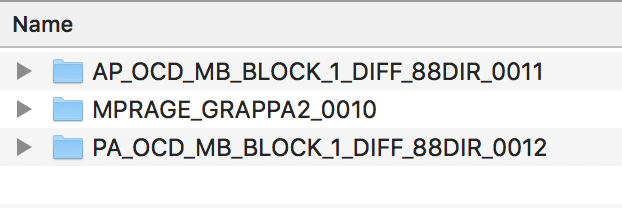 Name
AP_OCD_MB_BLOCK_1_DIFF_88DIR_0011
MPRAGE_GRAPPA2_0010
PA_OCD_MB_BLOCK_1_DIFF_88DIR_0012